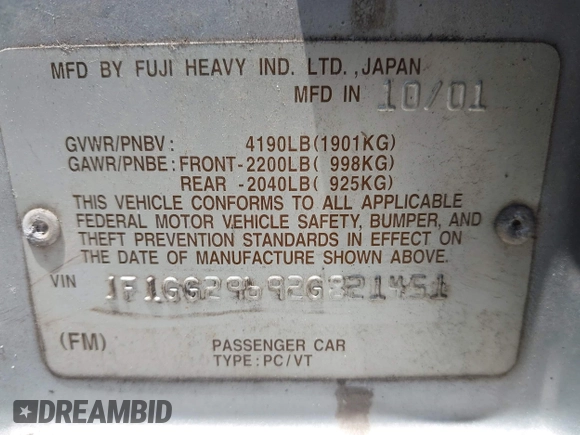 MFD BY FUJI HEAVY IND. LTD., JAPAN
MFD IN 10/01
GVWR/PNBV: 4190LB(1901KG)
GAWR/PNBE: FRONT-2200LB( 998KG)
REAR -2040LB( 925KG)
THIS VEHICLE CONFORMS TO ALL APPLICABLE
FEDERAL MOTOR VEHICLE SAFETY, BUMPER, AND
THEFT PREVENTION STANDARDS IN EFFECT ON
THE DATE OF MANUFACTURE SHOWN ABOVE.
VIN
(FM) PASSENGER CAR
TYPE: PC/VT
DREAMBID